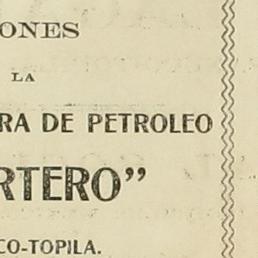 ONES
LA
RA DE PETROLEO
RTERO”
CO-TOPILA.